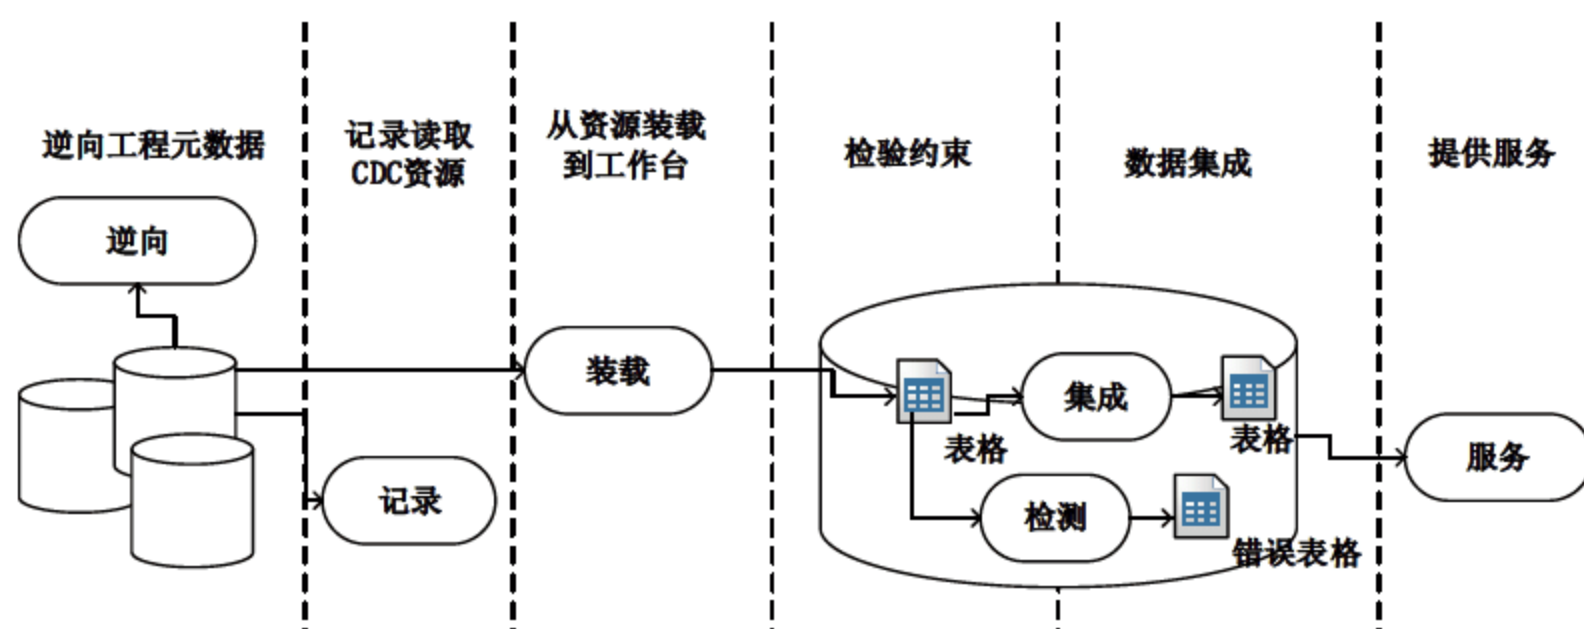 逆向工程元数据
记录读取
CDC资源
从资源装载
到工作台
检验约束
数据集成
提供服务
逆向
装载
集成
表格
表格
服务
记录
检测
错误表格